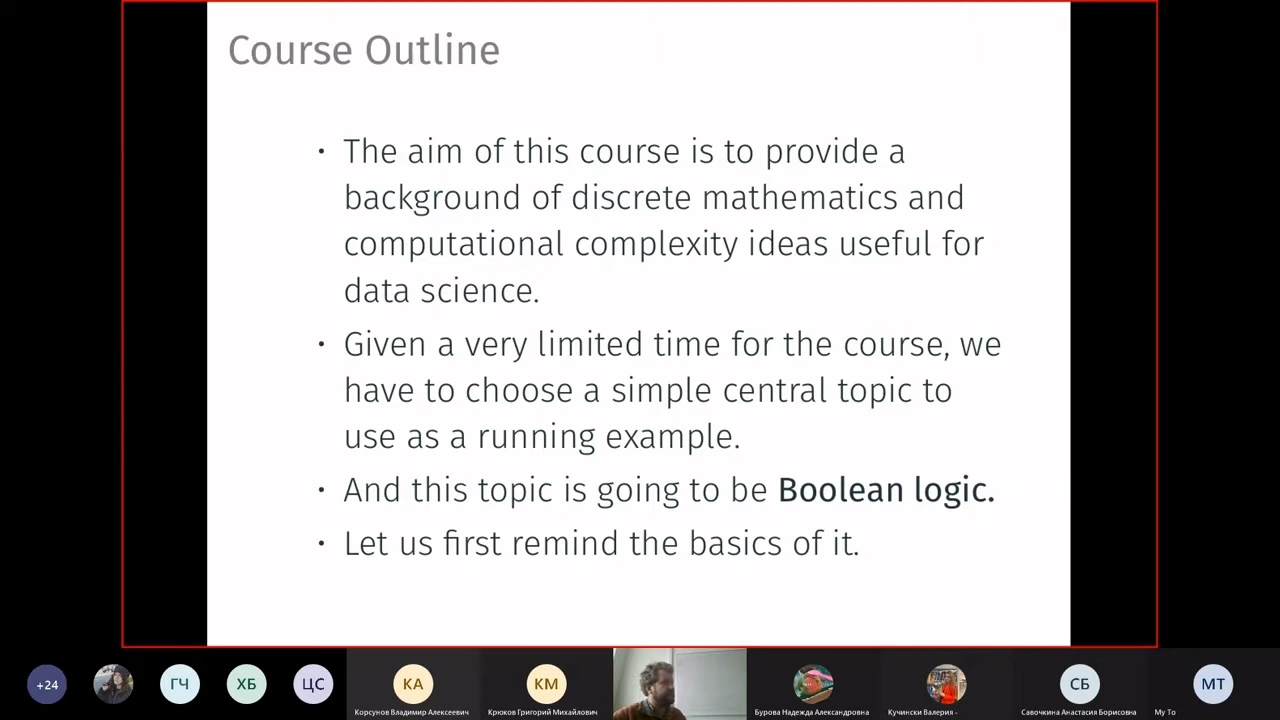 Course Outline
· The aim of this course is to provide a
background of discrete mathematics and
computational complexity ideas useful for
data science.
· Given a very limited time for the course, we
have to choose a simple central topic to
use as a running example.
· And this topic is going to be Boolean logic.
· Let us first remind the basics of it.
+24
ГЧ
ХБ
ЦС
КА
КМ
СБ
МТ
Корсунов Владимир Алексеевич
Крюков Григорий Михайлович
Бурова Надежда Александровна
Кучински Валерия -
Савочкина Анастасия Борисовна
Му То